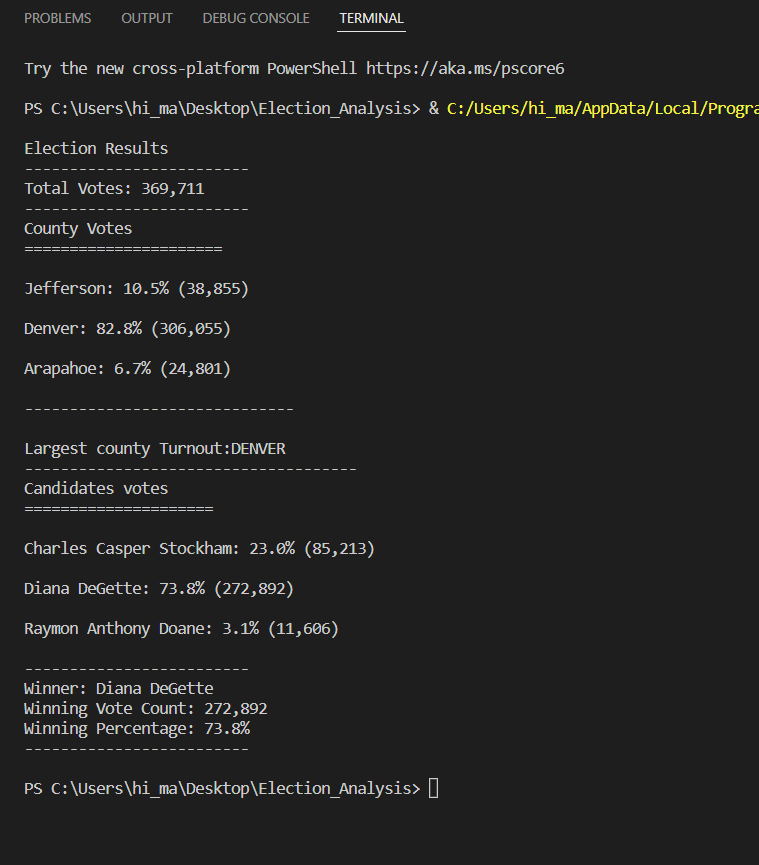 PROBLEMS OUTPUT DEBUG CONSOLE TERMINAL
Try the new cross-platform PowerShell https://aka.ms/pscore6
PS C:\Users\hi_ma\Desktop\Election_Analysis> & C:/Users/hi_ma/AppData/Local/Progra
Election Results
-------------------------
Total Votes: 369,711
-------------------------
County Votes
======================
Jefferson: 10.5% (38,855)
Denver: 82.8% (306,055)
Arapahoe: 6.7% (24,801)
------------------------------
Largest county Turnout:DENVER
-------------------------------------
Candidates votes
=====================
Charles Casper Stockham: 23.0% (85,213)
Diana DeGette: 73.8% (272,892)
Raymon Anthony Doane: 3.1% (11,606)
-------------------------
Winner: Diana DeGette
Winning Vote Count: 272,892
Winning Percentage: 73.8%
-------------------------
PS C:\Users\hi_ma\Desktop\Election_Analysis>